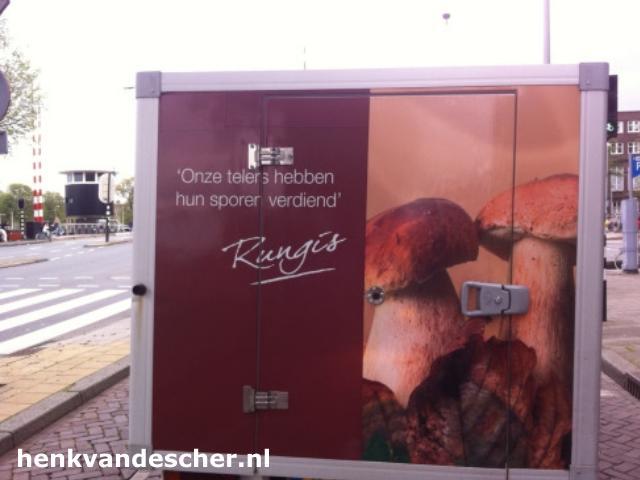 ‘Onze telers hebben
hun sporen verdiend’
Rungis
henkvandescher.nl